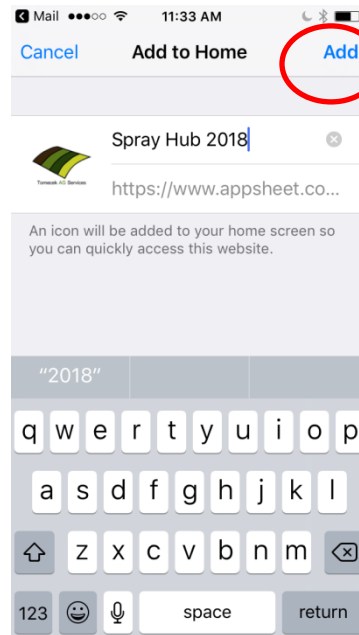 Mail 11:33 AM
Cancel Add to Home Add
Spray Hub 2018
Tomecek AG Services
https://www.appsheet.co...
An icon will be added to your home screen so
you can quickly access this website.
“2018”
q w e r t y u i o p
a s d f g h j k l
z x c v b n m
123 space return